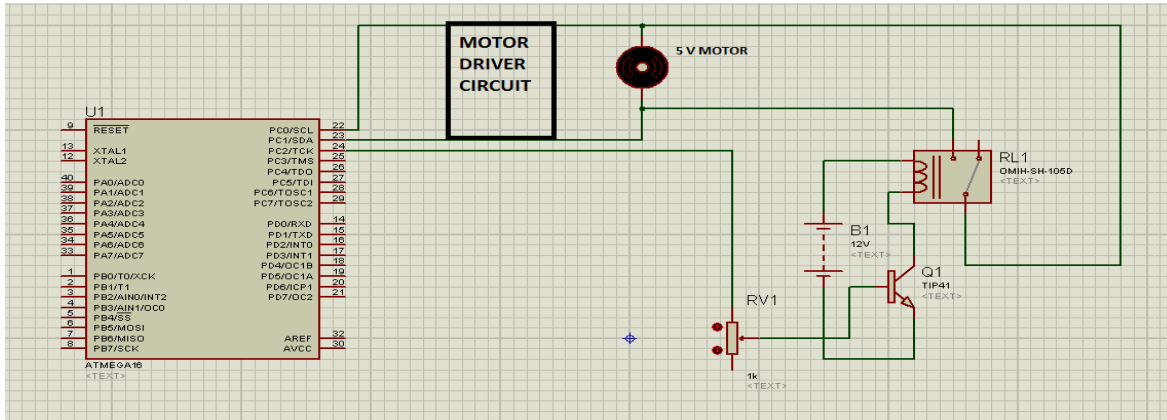 MOTOR
DRIVER
CIRCUIT
5 V MOTOR
U1
9 RESET
13 XTAL1
12 XTAL2
40 PA0/ADC0
39 PA1/ADC1
38 PA2/ADC2
37 PA3/ADC3
36 PA4/ADC4
35 PA5/ADC5
34 PA6/ADC6
33 PA7/ADC7
1 PB0/T0/XCK
2 PB1/T1
3 PB2/AIN0/INT2
4 PB3/AIN1/OC0
5 PB4/SS
6 PB5/MOSI
7 PB6/MISO
8 PB7/SCK
PC0/SCL 22
PC1/SDA 23
PC2/TCK 24
PC3/TMS 25
PC4/TDO 26
PC5/TDI 27
PC6/TOSC1 28
PC7/TOSC2 29
PD0/RXD 14
PD1/TXD 15
PD2/INT0 16
PD3/INT1 17
PD4/OC1B 18
PD5/OC1A 19
PD6/ICP1 20
PD7/OC2 21
AREF 32
AVCC 30
ATMEGA16
<TEXT>
RL1
OMIH-SH-105D
<TEXT>
B1
12V
<TEXT>
Q1
TIP41
<TEXT>
RV1
1k
<TEXT>